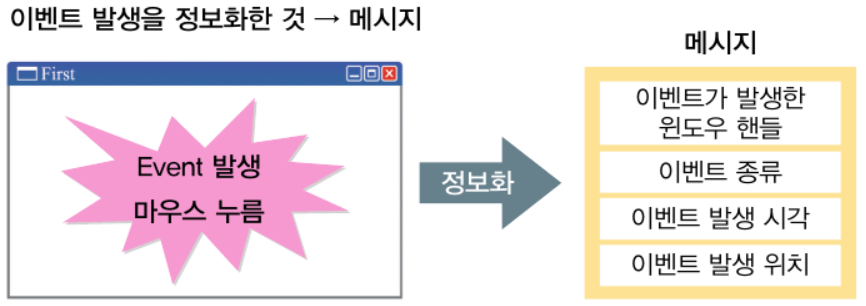 이벤트 발생을 정보화한 것 → 메시지
메시지
First
이벤트가 발생한
윈도우 핸들
Event 발생
마우스 누름
정보화
이벤트 종류
이벤트 발생 시각
이벤트 발생 위치